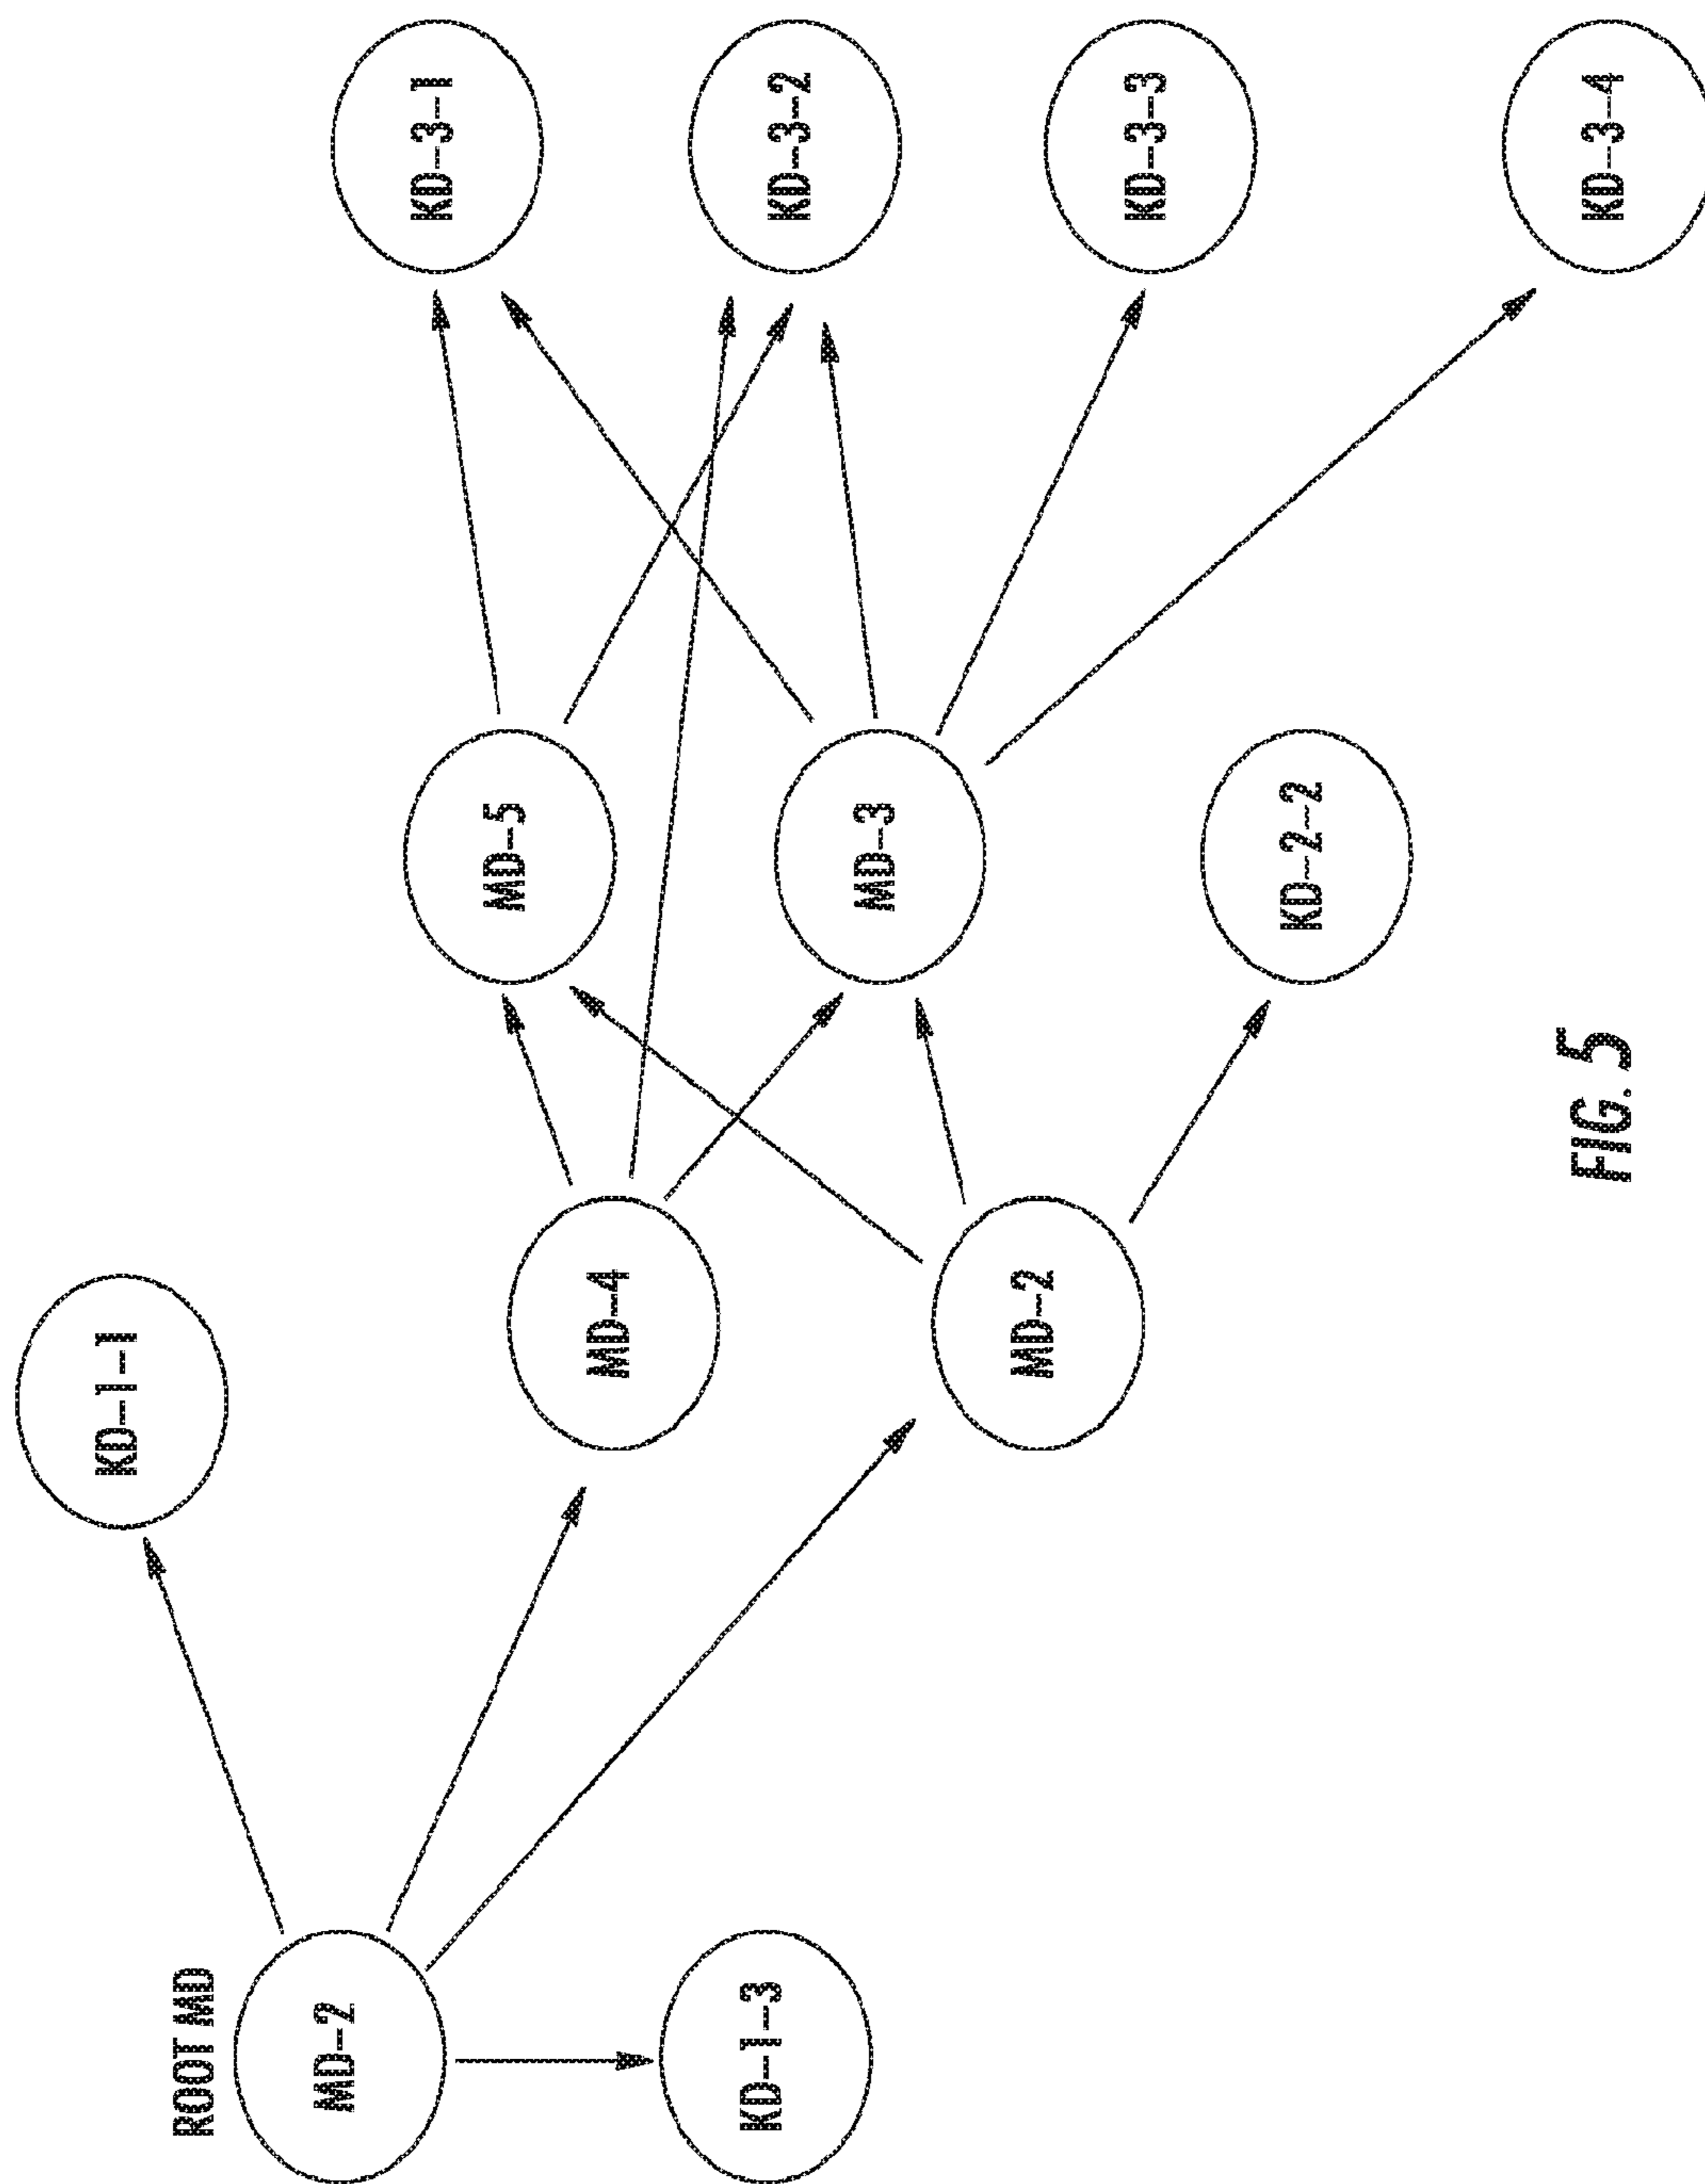 KD-1-1
ROOT MD
MD-2
KD-3-1
MD-5
MD-4
KD-1-3
KD-3-2
MD-3
MD-2
KD-3-3
KD-2-2
KD-3-4
FIG. 5